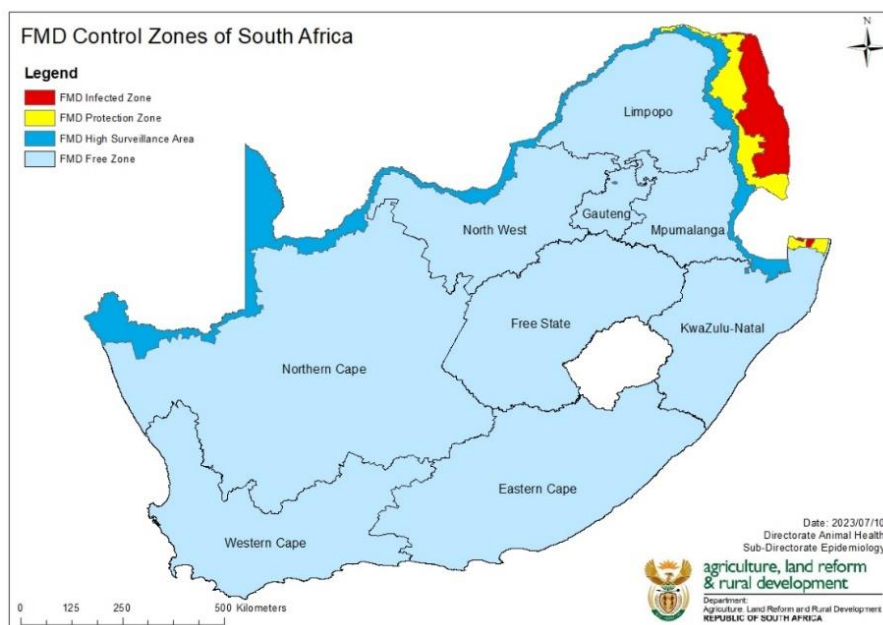 FMD Control Zones of South Africa
N
Legend
FMD Infected Zone
FMD Protection Zone
FMD High Surveillance Area
FMD Free Zone
Limpopo
North West
Gauteng
Mpumalanga
Free State
KwaZulu-Natal
Northern Cape
Eastern Cape
Western Cape
Date: 2023/07/10
Directorate Animal Health
Sub-Directorate Epidemiology
0 125 250 500 Kilometers
agriculture, land reform
& rural development
Department:
Agriculture, Land Reform and Rural Development
REPUBLIC OF SOUTH AFRICA